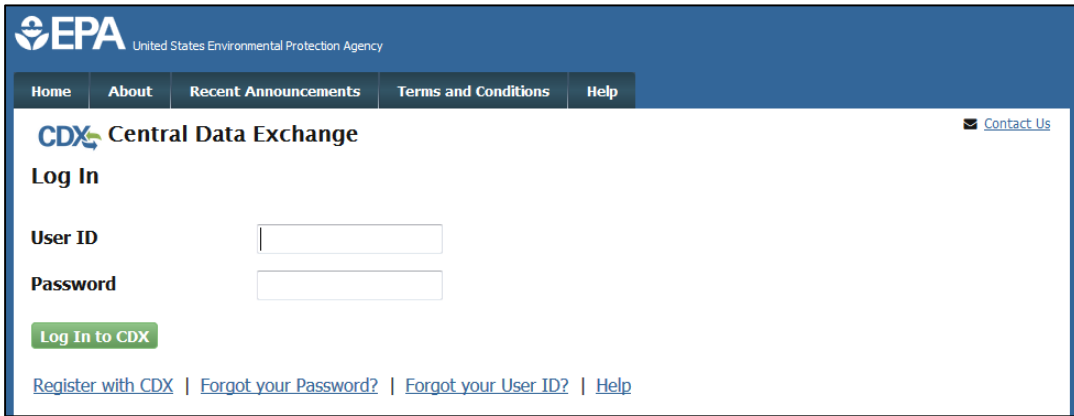 EPA United States Environmental Protection Agency
Home About Recent Announcements Terms and Conditions Help
Contact Us
CDX Central Data Exchange
Log In
User ID
Password
Log In to CDX
Register with CDX | Forgot your Password? | Forgot your User ID? | Help